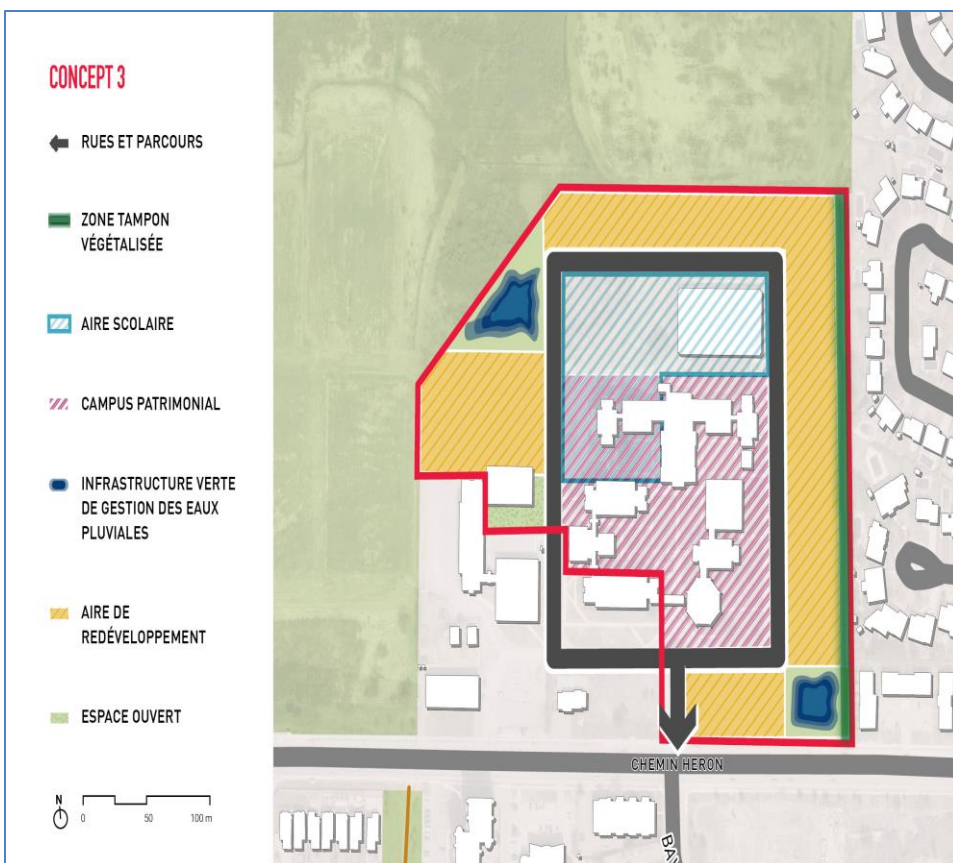 CONCEPT 3
RUES ET PARCOURS
ZONE TAMPON
VÉGÉTALISÉE
AIRE SCOLAIRE
CAMPUS PATRIMONIAL
INFRASTRUCTURE VERTE
DE GESTION DES EAUX
PLUVIALES
AIRE DE
REDÉVELOPPEMENT
ESPACE OUVERT
N
0 50 100 m
CHEMIN HERON